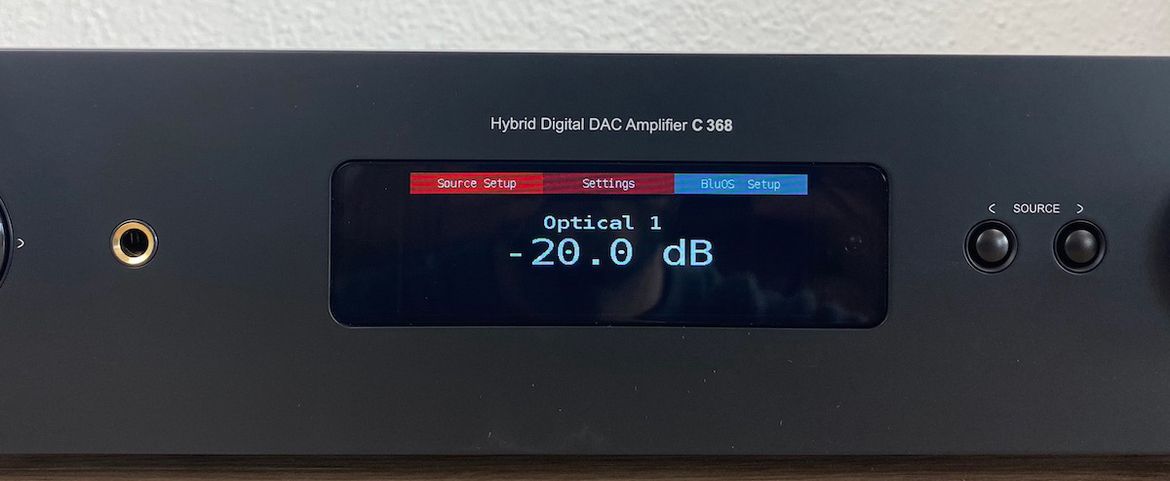 Hybrid Digital DAC Amplifier C 368
Source Setup Settings BluOS Setup
Optical 1
-20.0 dB
< SOURCE >
>